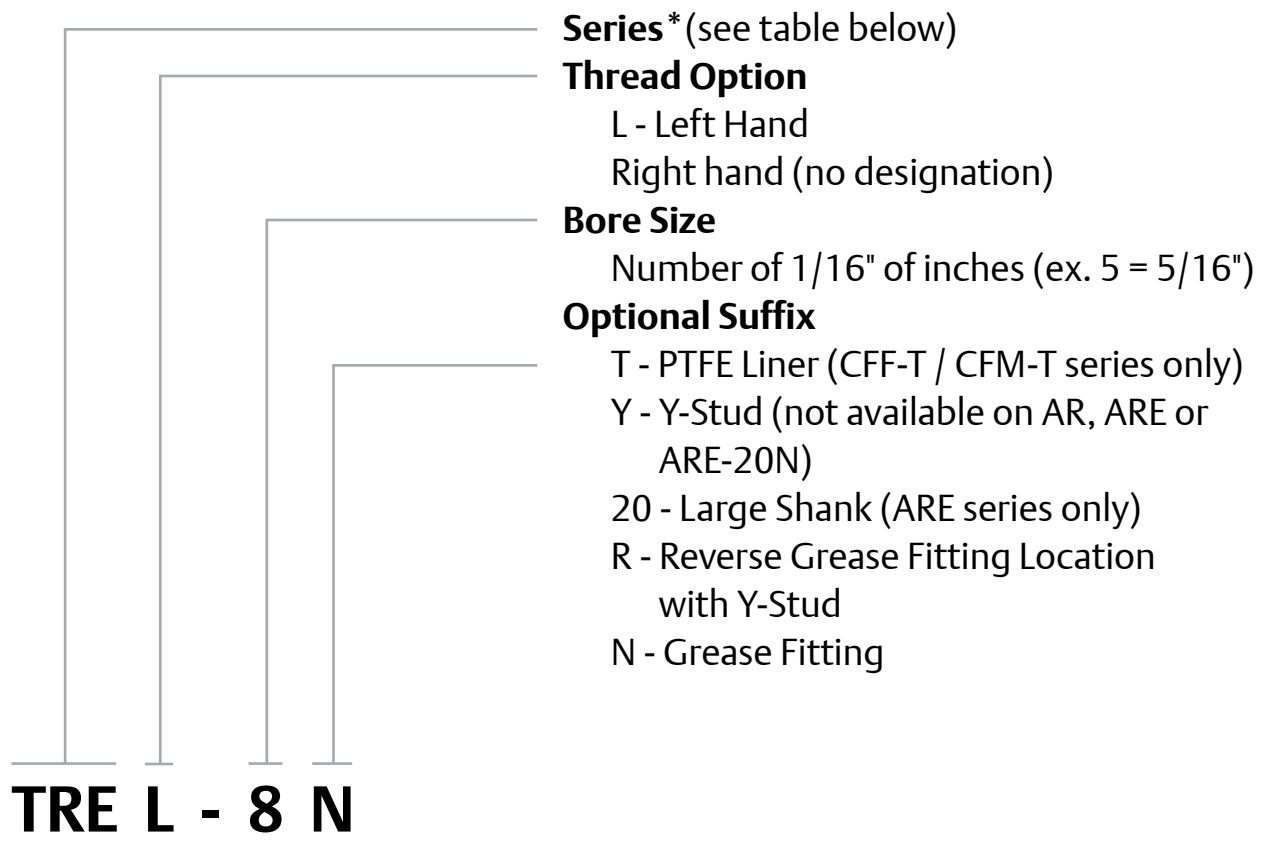 Series* (see table below)
Thread Option
L - Left Hand
Right hand (no designation)
Bore Size
Number of 1/16" of inches (ex. 5 = 5/16")
Optional Suffix
T - PTFE Liner (CFF-T / CFM-T series only)
Y - Y-Stud (not available on AR, ARE or
ARE-20N)
20 - Large Shank (ARE series only)
R - Reverse Grease Fitting Location
with Y-Stud
N - Grease Fitting
TRE L - 8 N